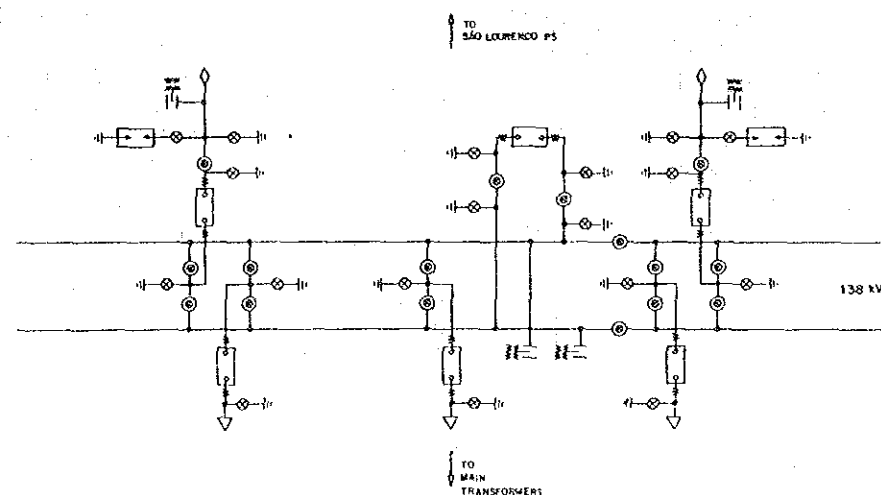 TO
SÃO LOURENCO PS
138 kV
TO
MAIN
TRANSFORMERS